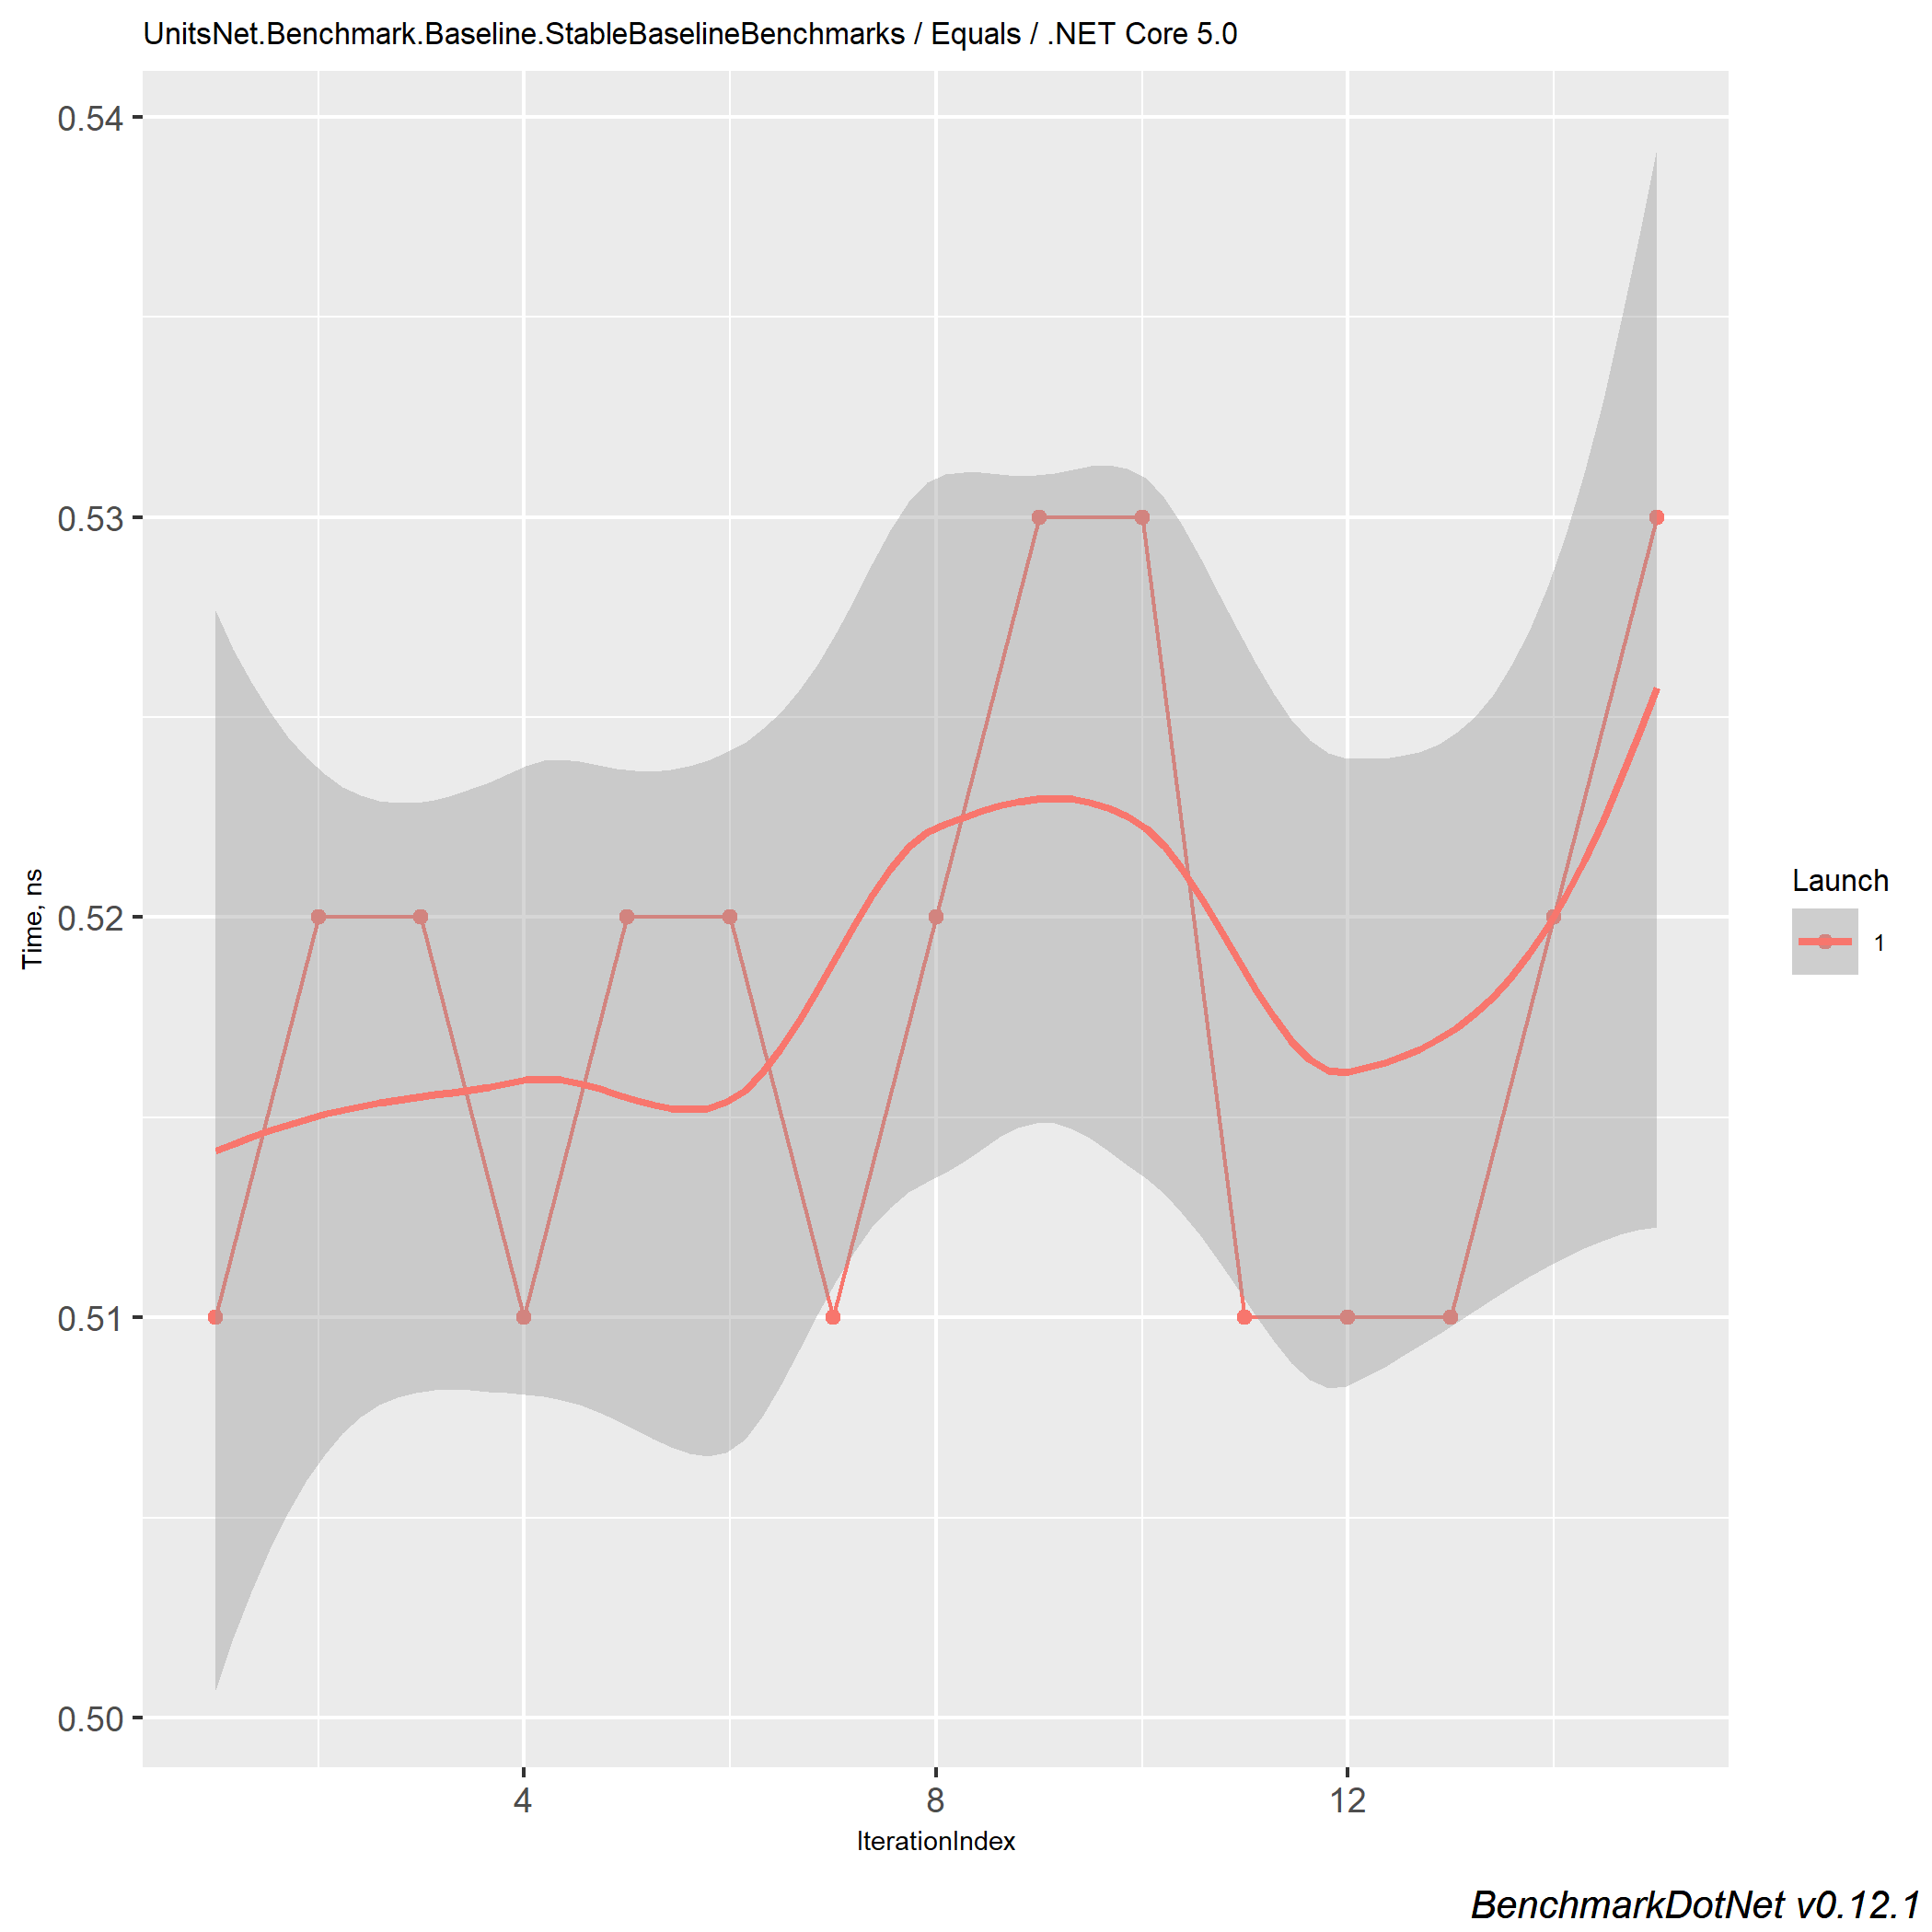 UnitsNet.Benchmark.Baseline.StableBaselineBenchmarks / Equals / .NET Core 5.0
0.54
0.53
0.52
0.51
0.50
Time, ns
4
8
12
IterationIndex
Launch
1
BenchmarkDotNet v0.12.1